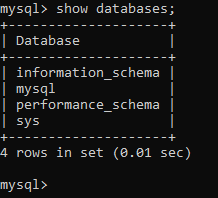 mysql> show databases;
+--------------------+
| Database           |
+--------------------+
| information_schema |
| mysql              |
| performance_schema |
| sys                |
+--------------------+
4 rows in set (0.01 sec)
mysql>